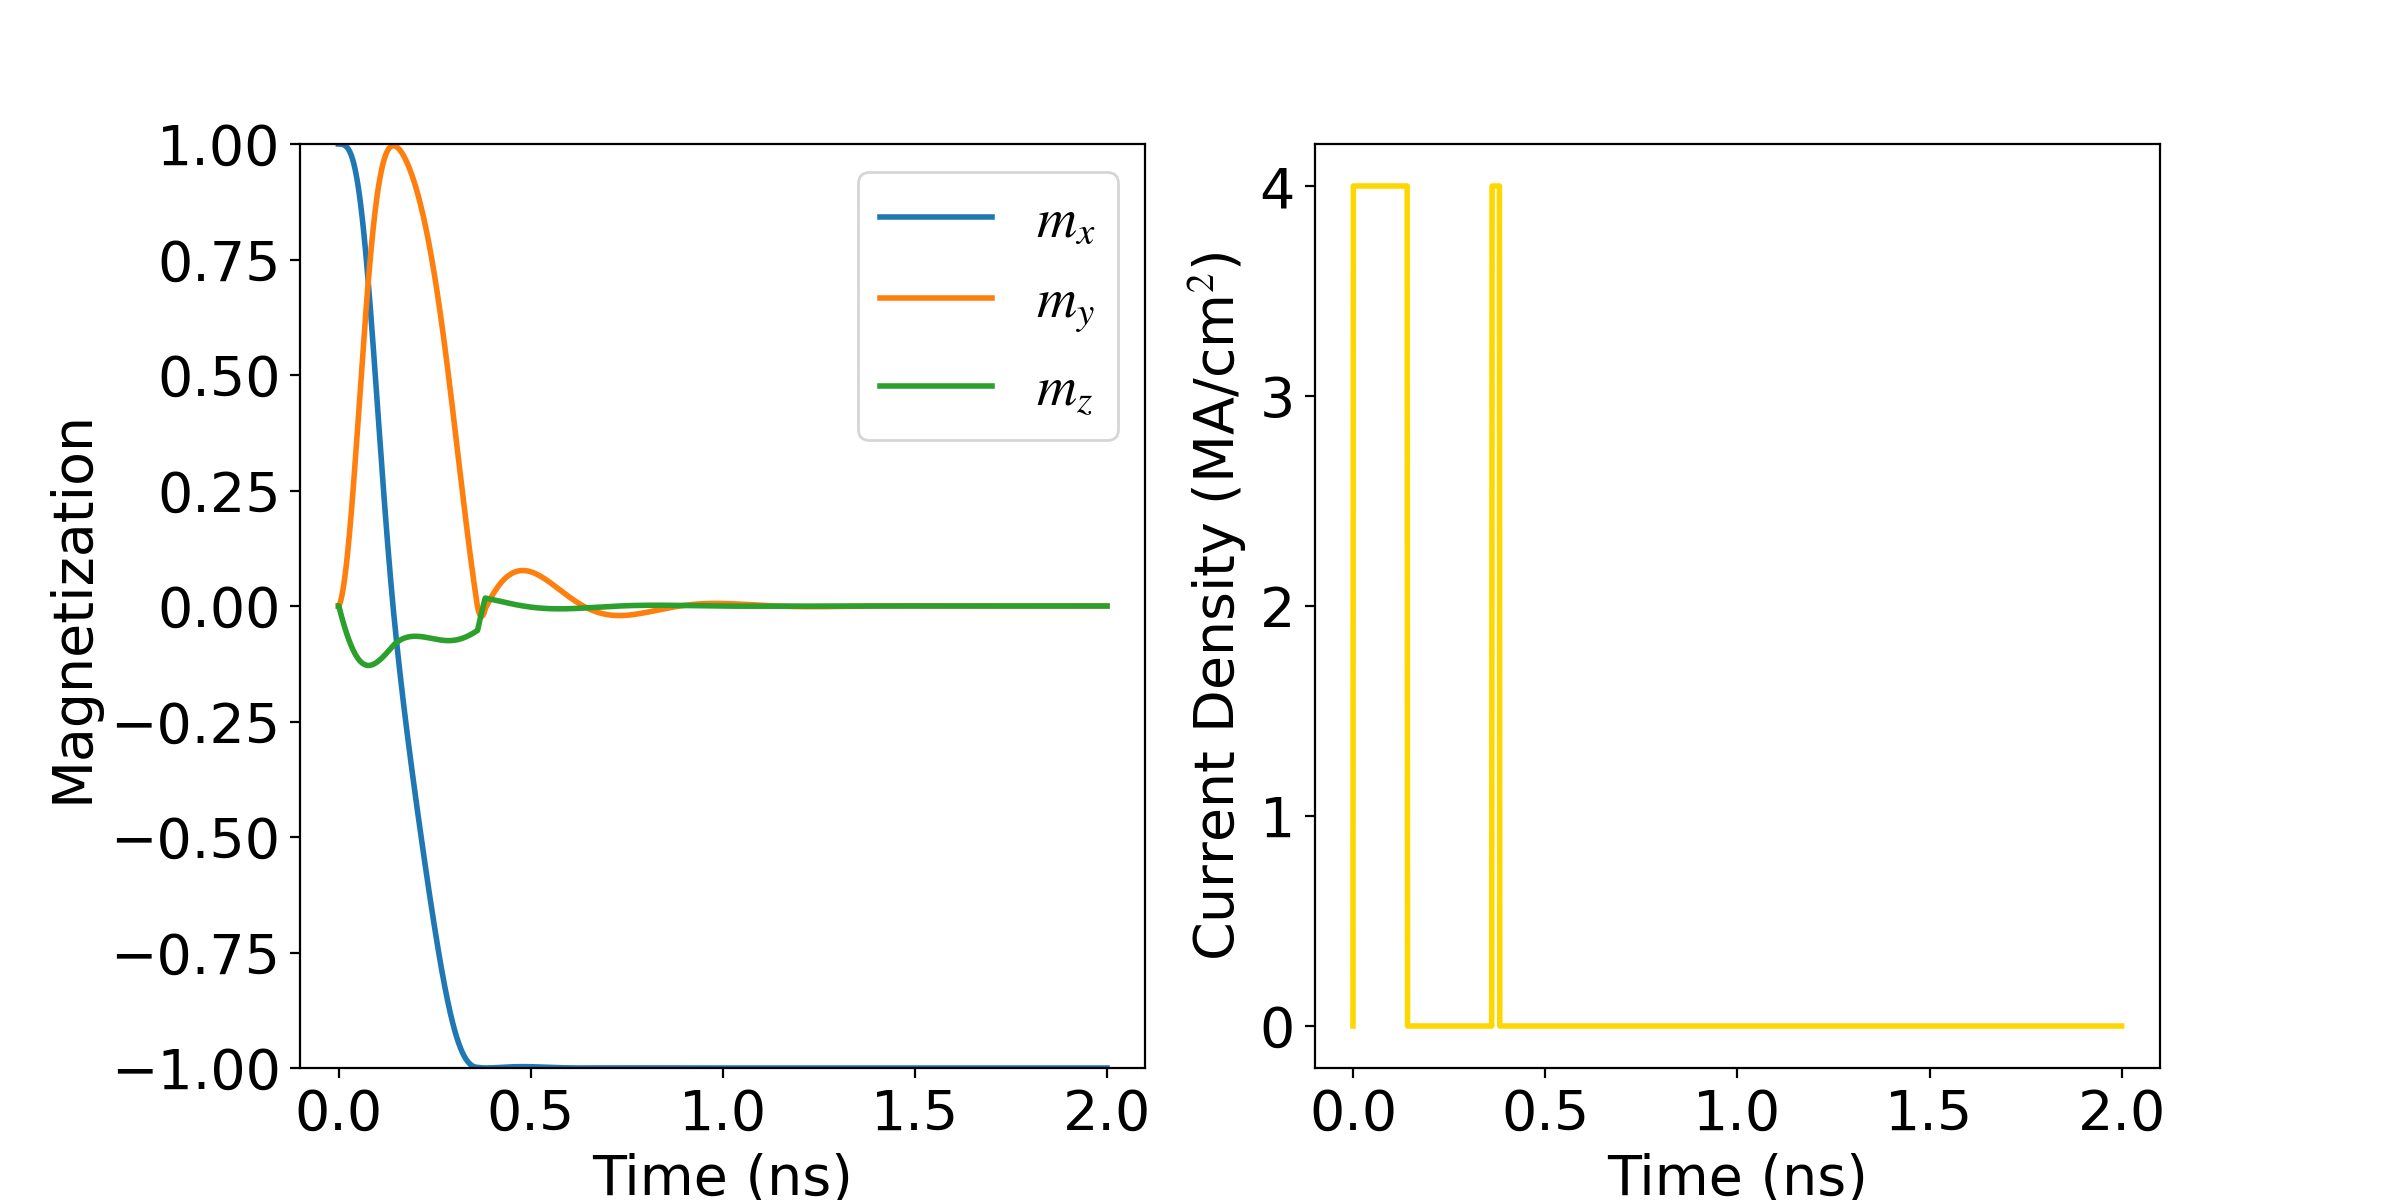 1.00
0.75
0.50
0.25
0.00
−0.25
−0.50
−0.75
−1.00
Magnetization
0.0 0.5 1.0 1.5 2.0
Time (ns)
m_x
m_y
m_z
4
3
2
1
0
Current Density (MA/cm²)
0.0 0.5 1.0 1.5 2.0
Time (ns)